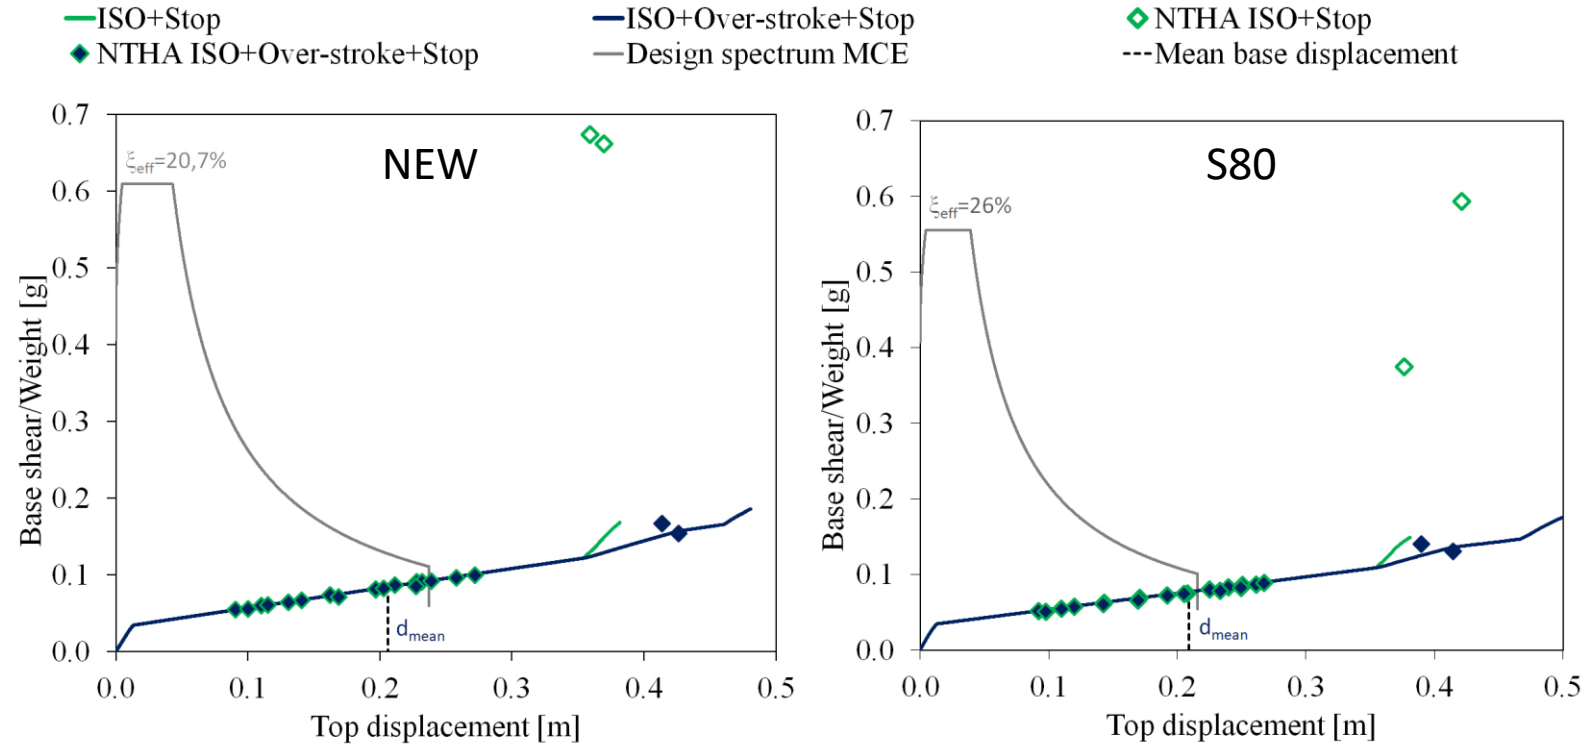 ISO+Stop ISO+Over-stroke+Stop NTHA ISO+Stop
NTHA ISO+Over-stroke+Stop Design spectrum MCE Mean base displacement
NEW
ξeff=20,7%
Base shear/Weight [g]
0.7
0.6
0.5
0.4
0.3
0.2
0.1
0.0
dmean
0.0 0.1 0.2 0.3 0.4 0.5
Top displacement [m]
S80
ξeff=26%
Base shear/Weight [g]
0.7
0.6
0.5
0.4
0.3
0.2
0.1
0.0
dmean
0.0 0.1 0.2 0.3 0.4 0.5
Top displacement [m]